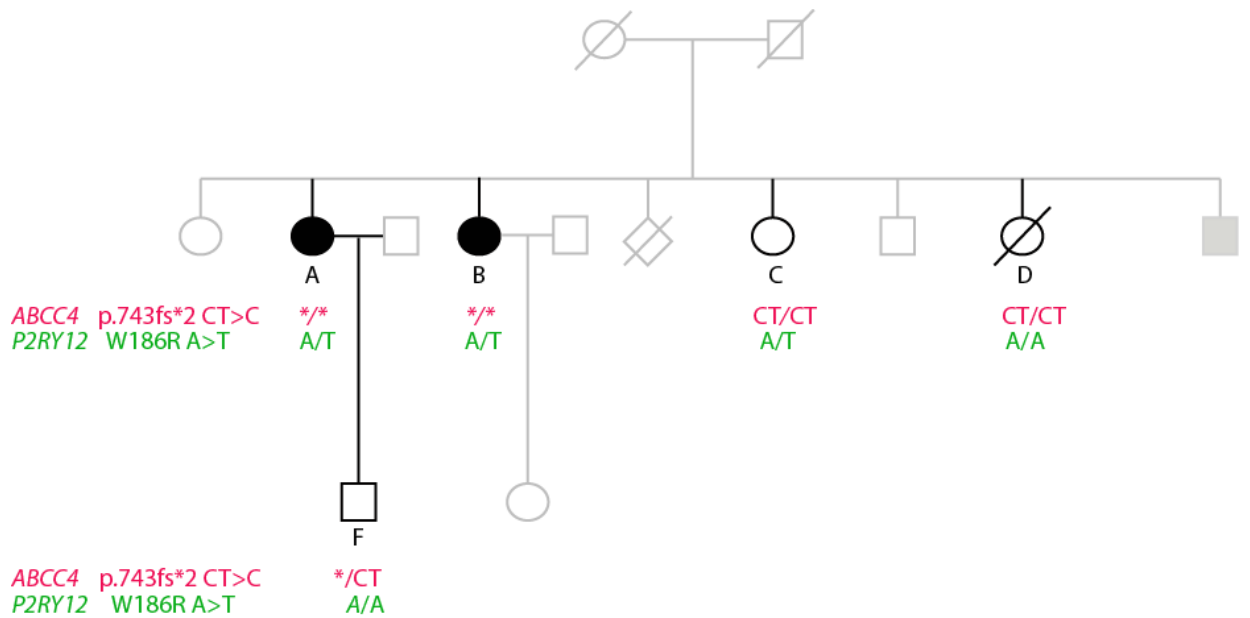 A B C D
ABCC4 p.743fs*2 CT>C */* */* CT/CT CT/CT
P2RY12 W186R A>T A/T A/T A/T A/A
F
ABCC4 p.743fs*2 CT>C */CT
P2RY12 W186R A>T A/A